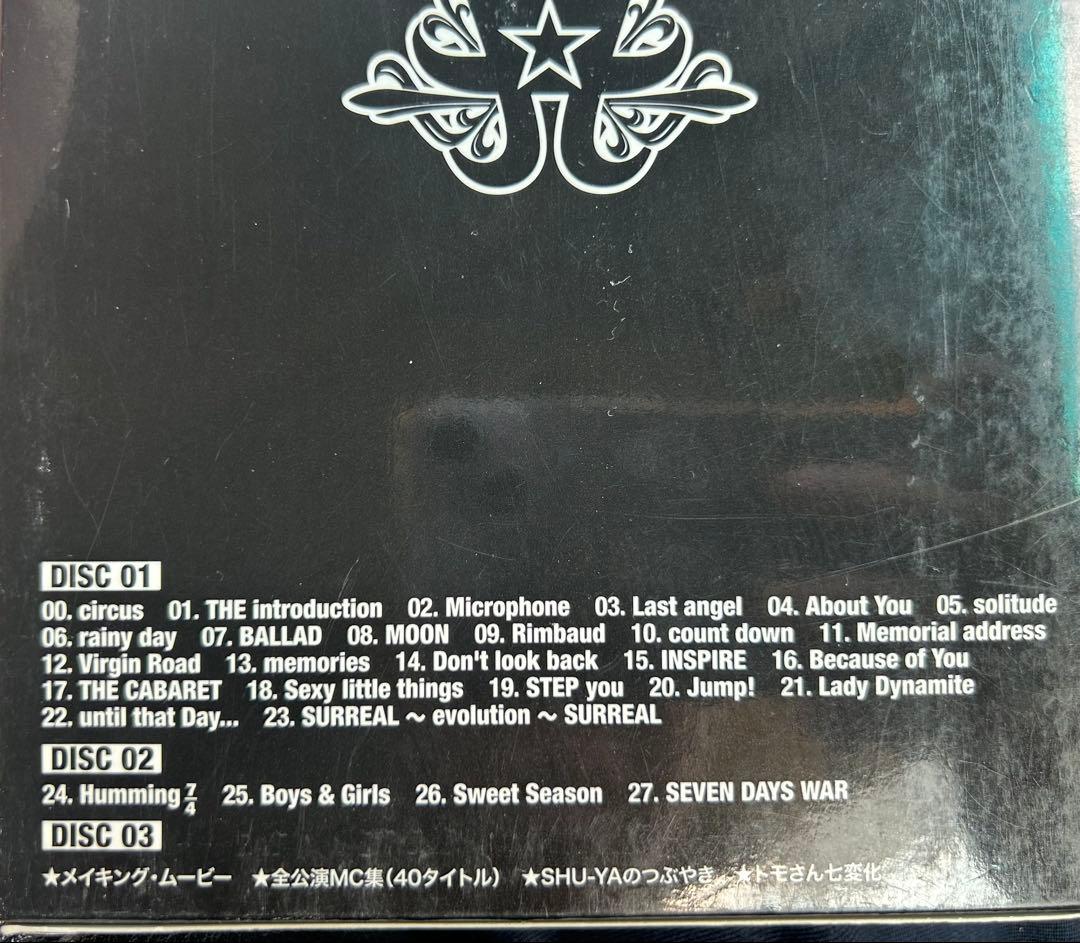 DISC 01
00. circus 01. THE introduction 02. Microphone 03. Last angel 04. About You 05. solitude
06. rainy day 07. BALLAD 08. MOON 09. Rimbaud 10. count down 11. Memorial address
12. Virgin Road 13. memories 14. Don't look back 15. INSPIRE 16. Because of You
17. THE CABARET 18. Sexy little things 19. STEP you 20. Jump! 21. Lady Dynamite
22. until that Day... 23. SURREAL ~ evolution ~ SURREAL
DISC 02
24. Humming 7/4 25. Boys & Girls 26. Sweet Season 27. SEVEN DAYS WAR
DISC 03
★メイキング・ムービー ★全公演MC集(40タイトル) ★SHU-YAのつぶやき ★トモさん七変化